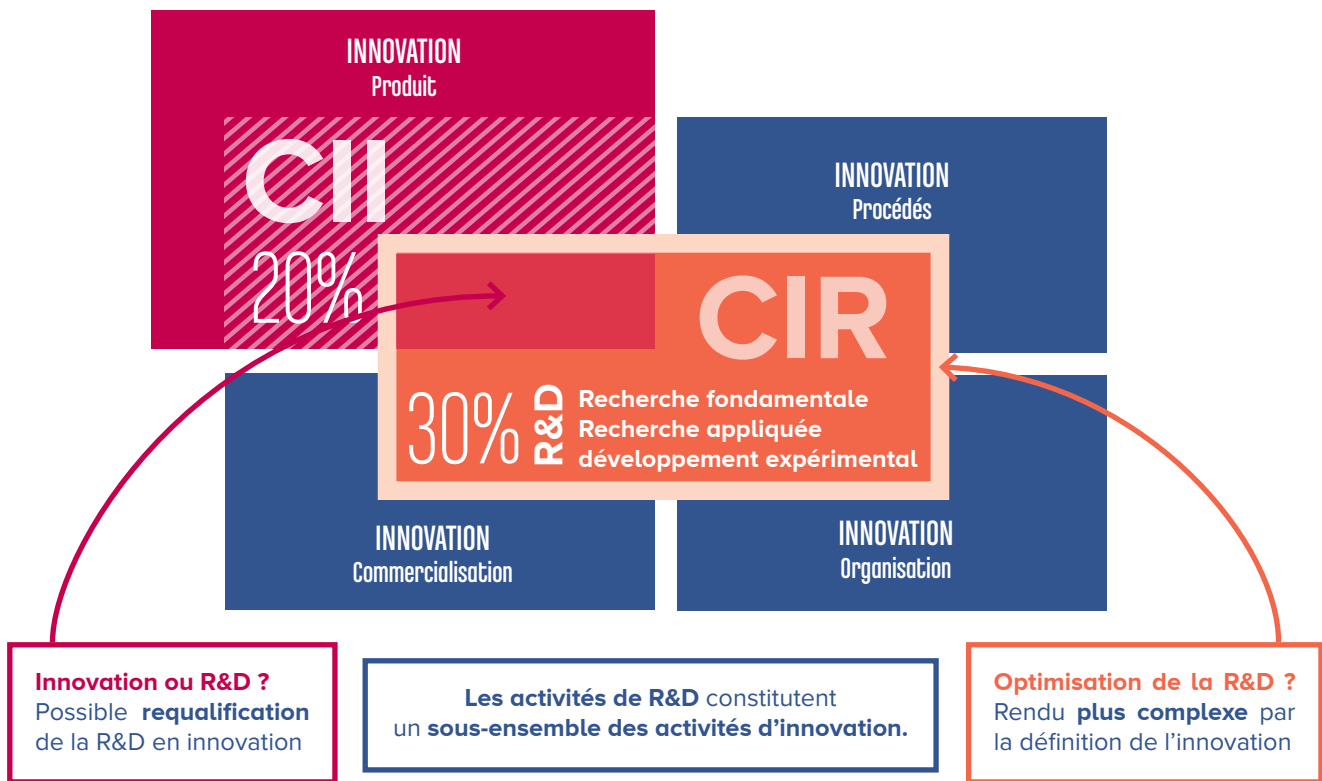 INNOVATION
Produit
CII
20%
INNOVATION
Procédés
CIR
30%
R&D
Recherche fondamentale
Recherche appliquée
développement expérimental
INNOVATION
Commercialisation
INNOVATION
Organisation
Innovation ou R&D ?
Possible requalification
de la R&D en innovation
Les activités de R&D constitutent
un sous-ensemble des activités d'innovation.
Optimisation de la R&D ?
Rendu plus complexe par
la définition de l'innovation